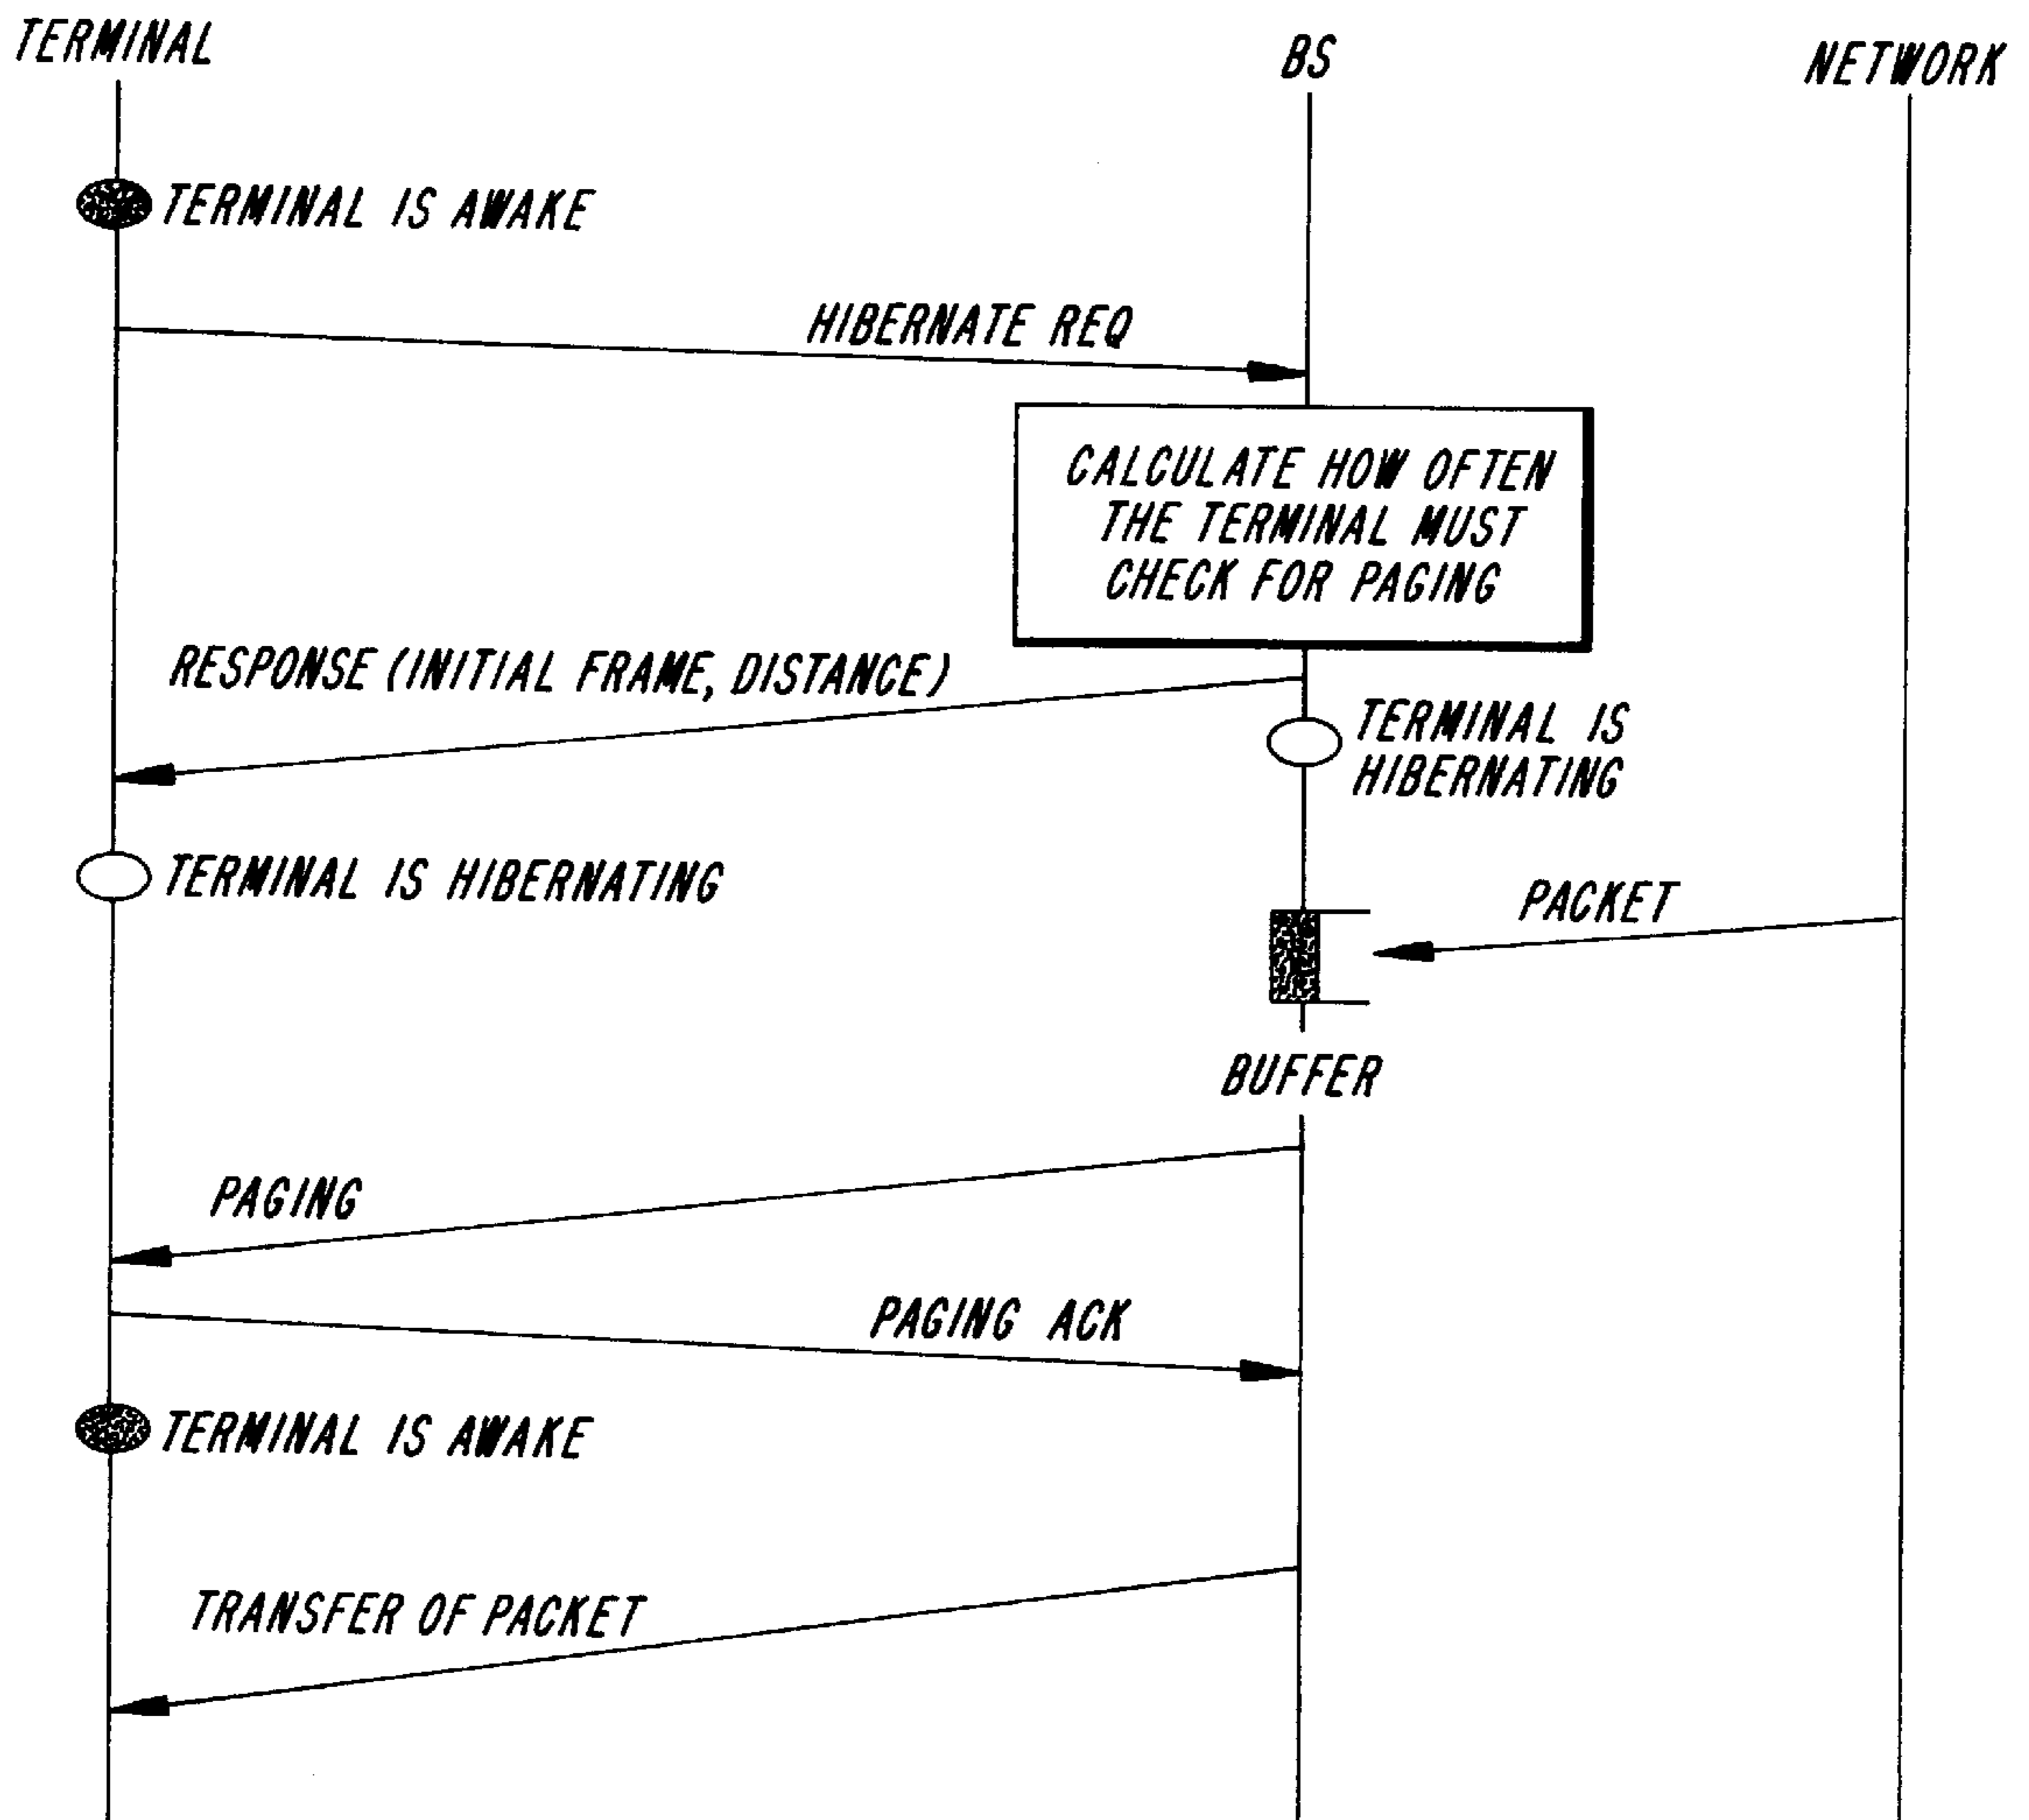 TERMINAL
BS
NETWORK
TERMINAL IS AWAKE
HIBERNATE REQ
CALCULATE HOW OFTEN
THE TERMINAL MUST
CHECK FOR PAGING
RESPONSE (INITIAL FRAME, DISTANCE)
TERMINAL IS
HIBERNATING
TERMINAL IS HIBERNATING
PACKET
BUFFER
PAGING
PAGING ACK
TERMINAL IS AWAKE
TRANSFER OF PACKET